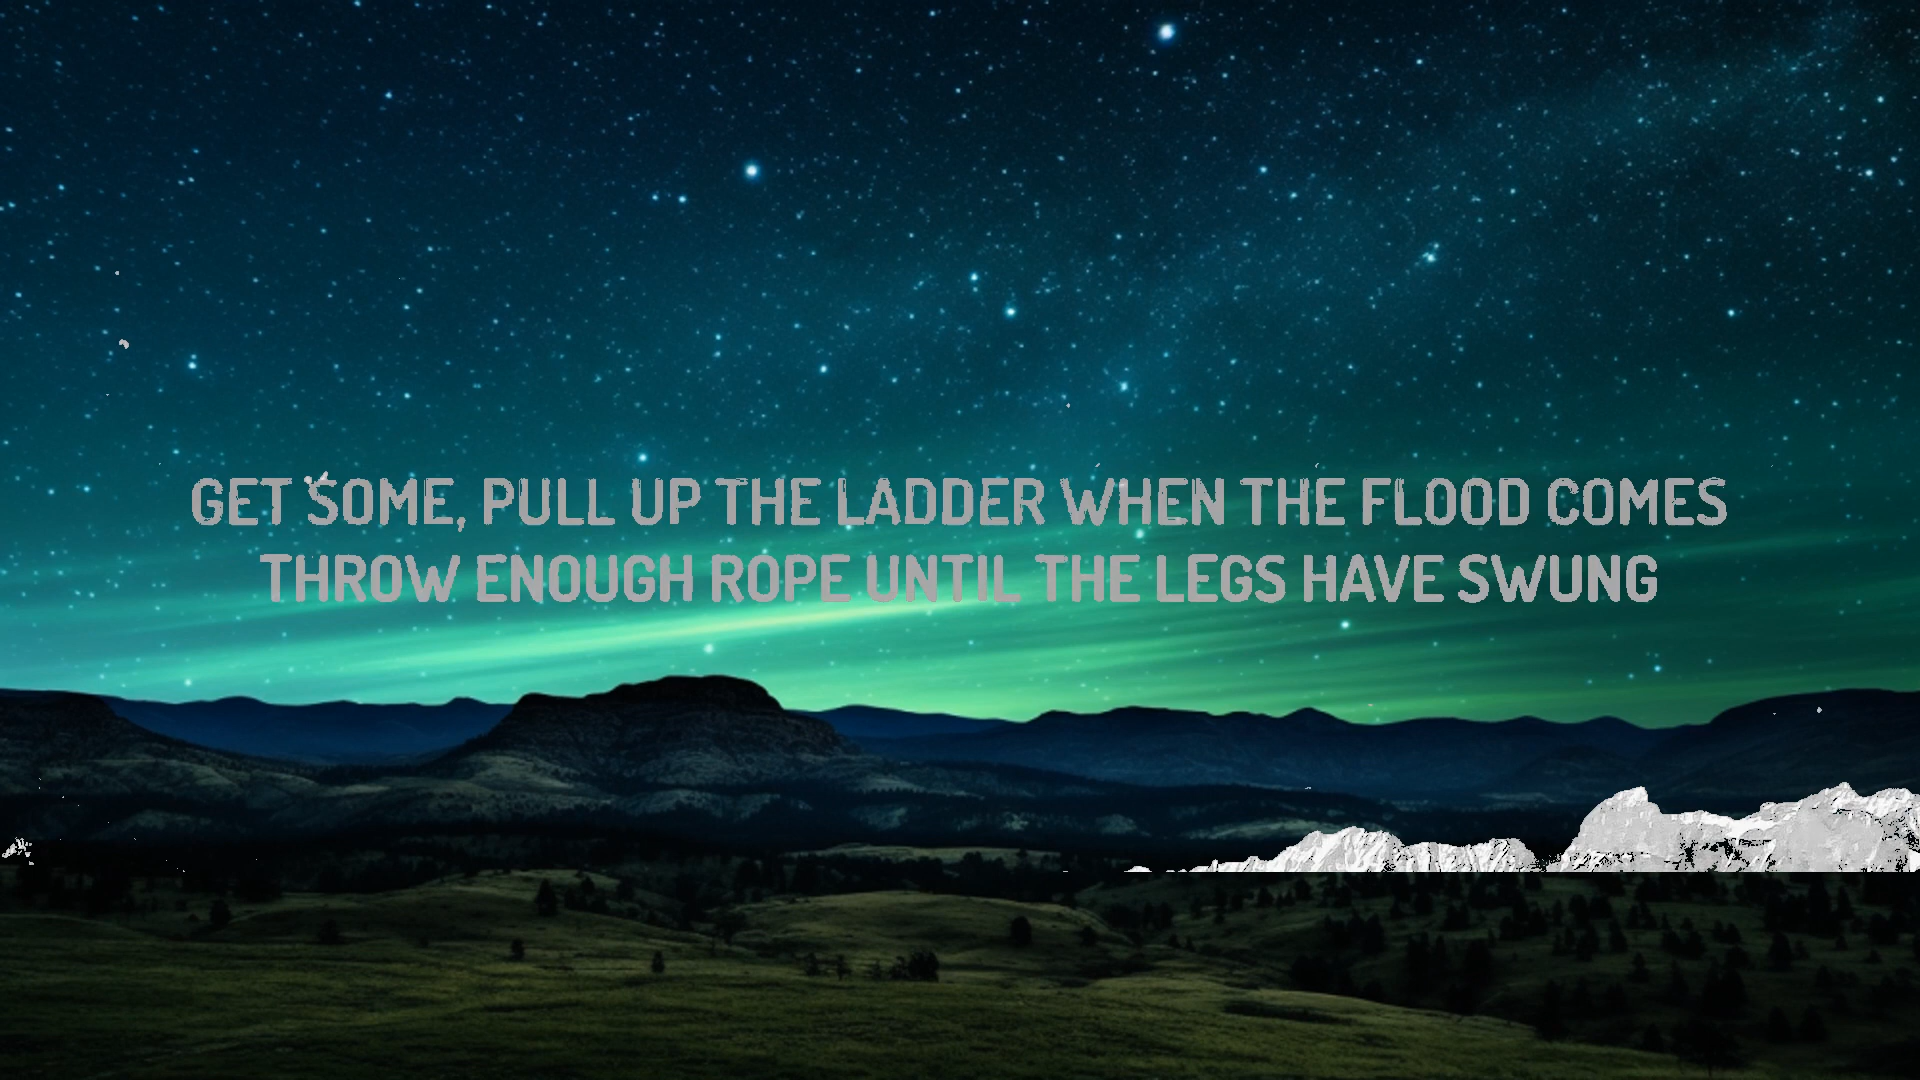 GET SOME, PULL UP THE LADDER WHEN THE FLOOD COMES
THROW ENOUGH ROPE UNTIL THE LEGS HAVE SWUNG